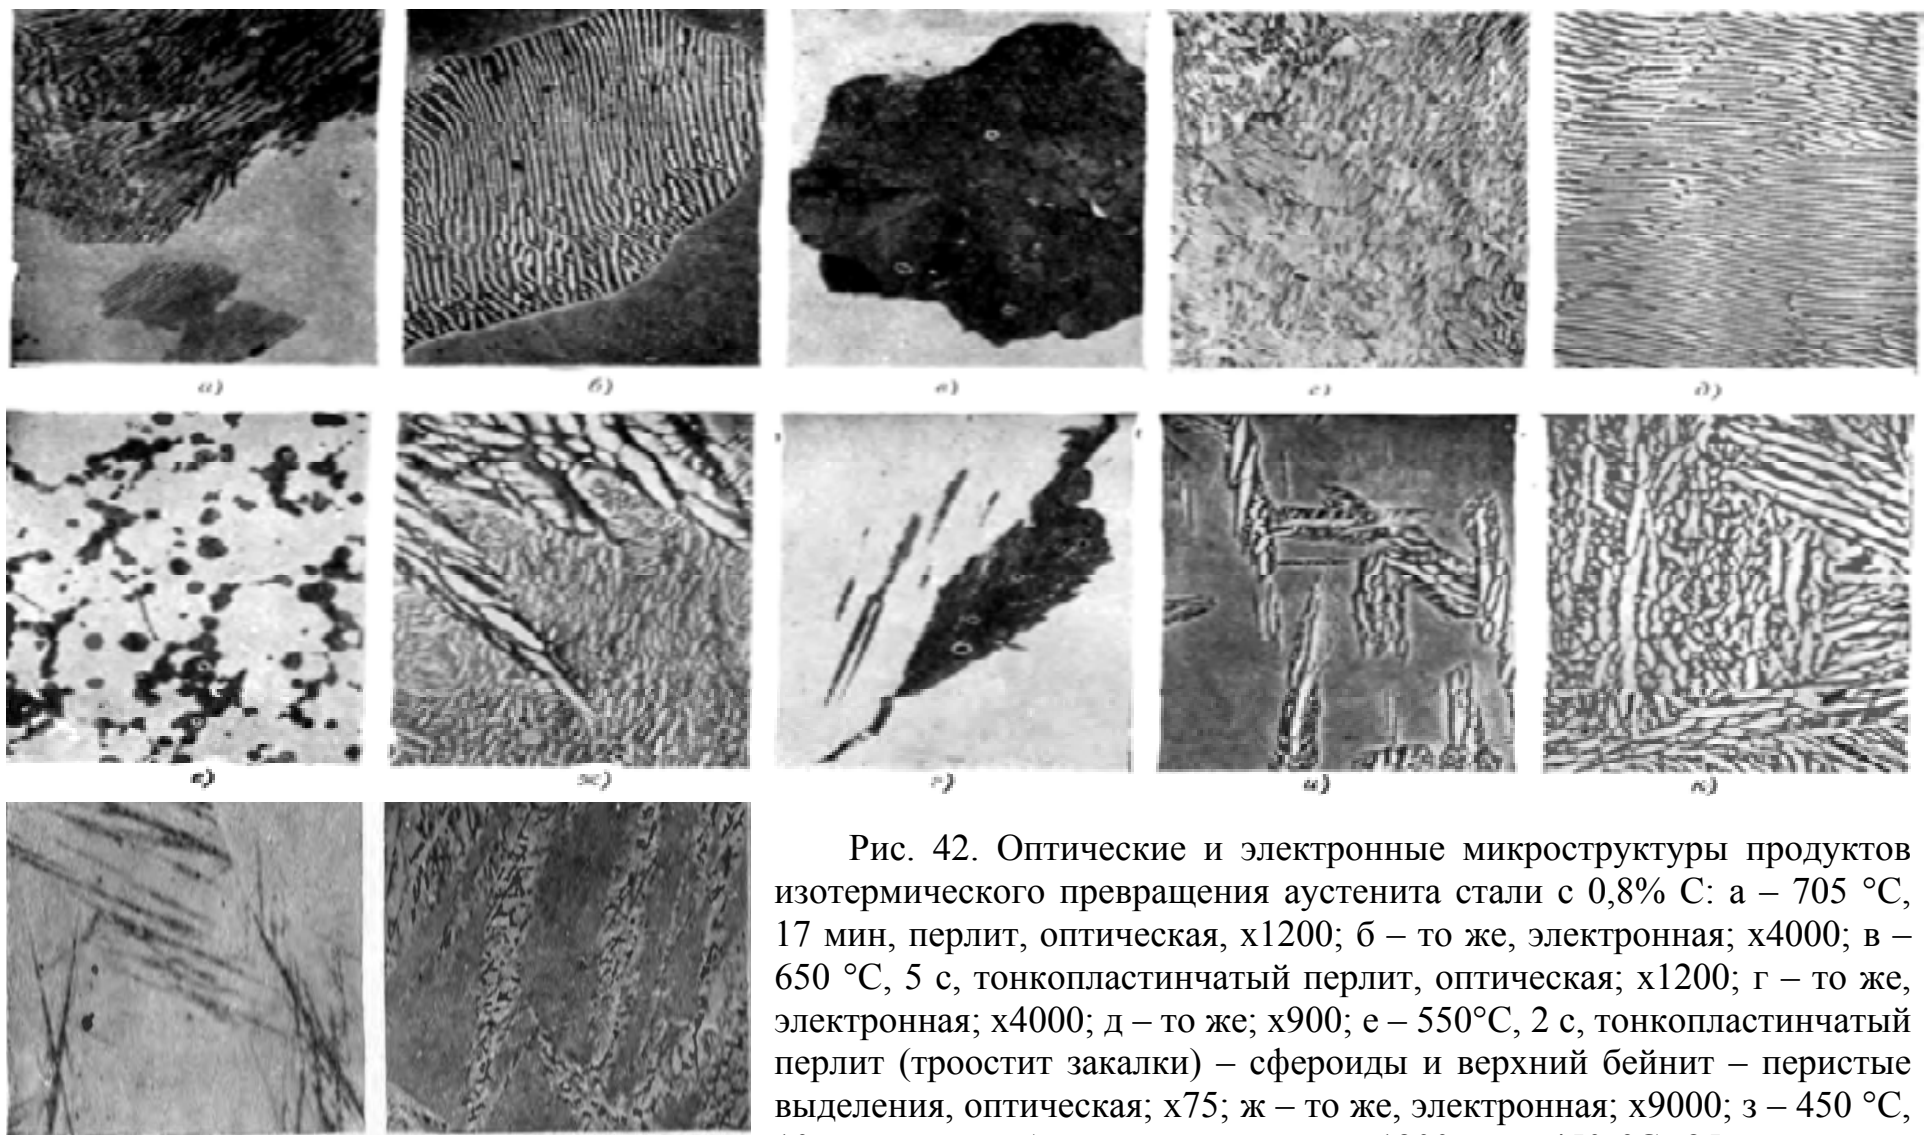 а) б) в) г) д)
е) ж) з) и) к)
Рис. 42. Оптические и электронные микроструктуры продуктов
изотермического превращения аустенита стали с 0,8% С: а – 705 °С,
17 мин, перлит, оптическая, х1200; б – то же, электронная; х4000; в –
650 °С, 5 с, тонкопластинчатый перлит, оптическая; х1200; г – то же,
электронная; х4000; д – то же; х900; е – 550°С, 2 с, тонкопластинчатый
перлит (троостит закалки) – сфероиды и верхний бейнит – перистые
выделения, оптическая; х75; ж – то же, электронная; х9000; з – 450 °С,